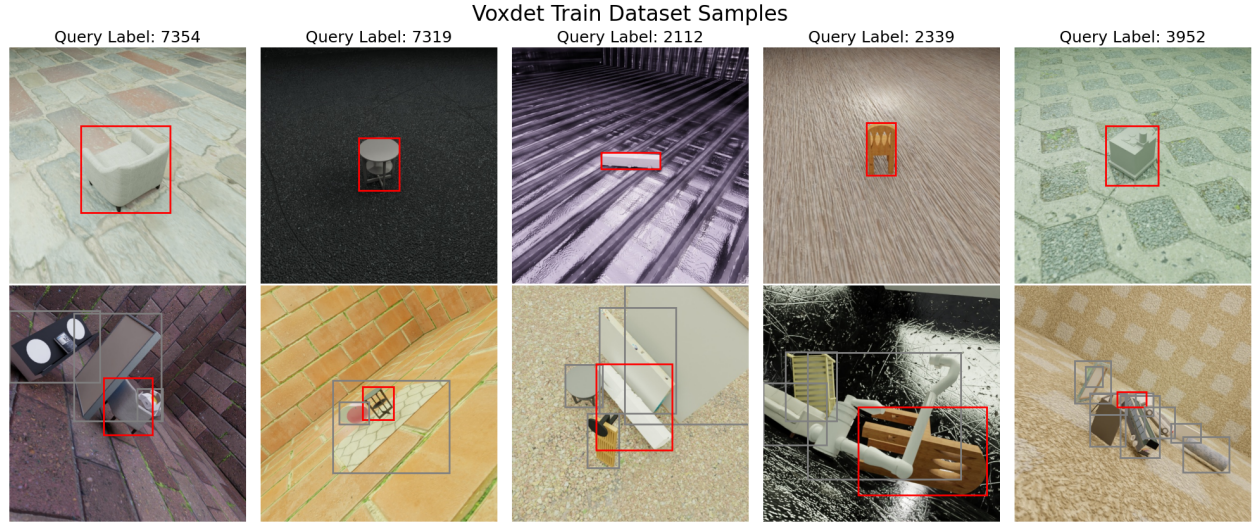 Voxdet Train Dataset Samples
Query Label: 7354
Query Label: 7319
Query Label: 2112
Query Label: 2339
Query Label: 3952